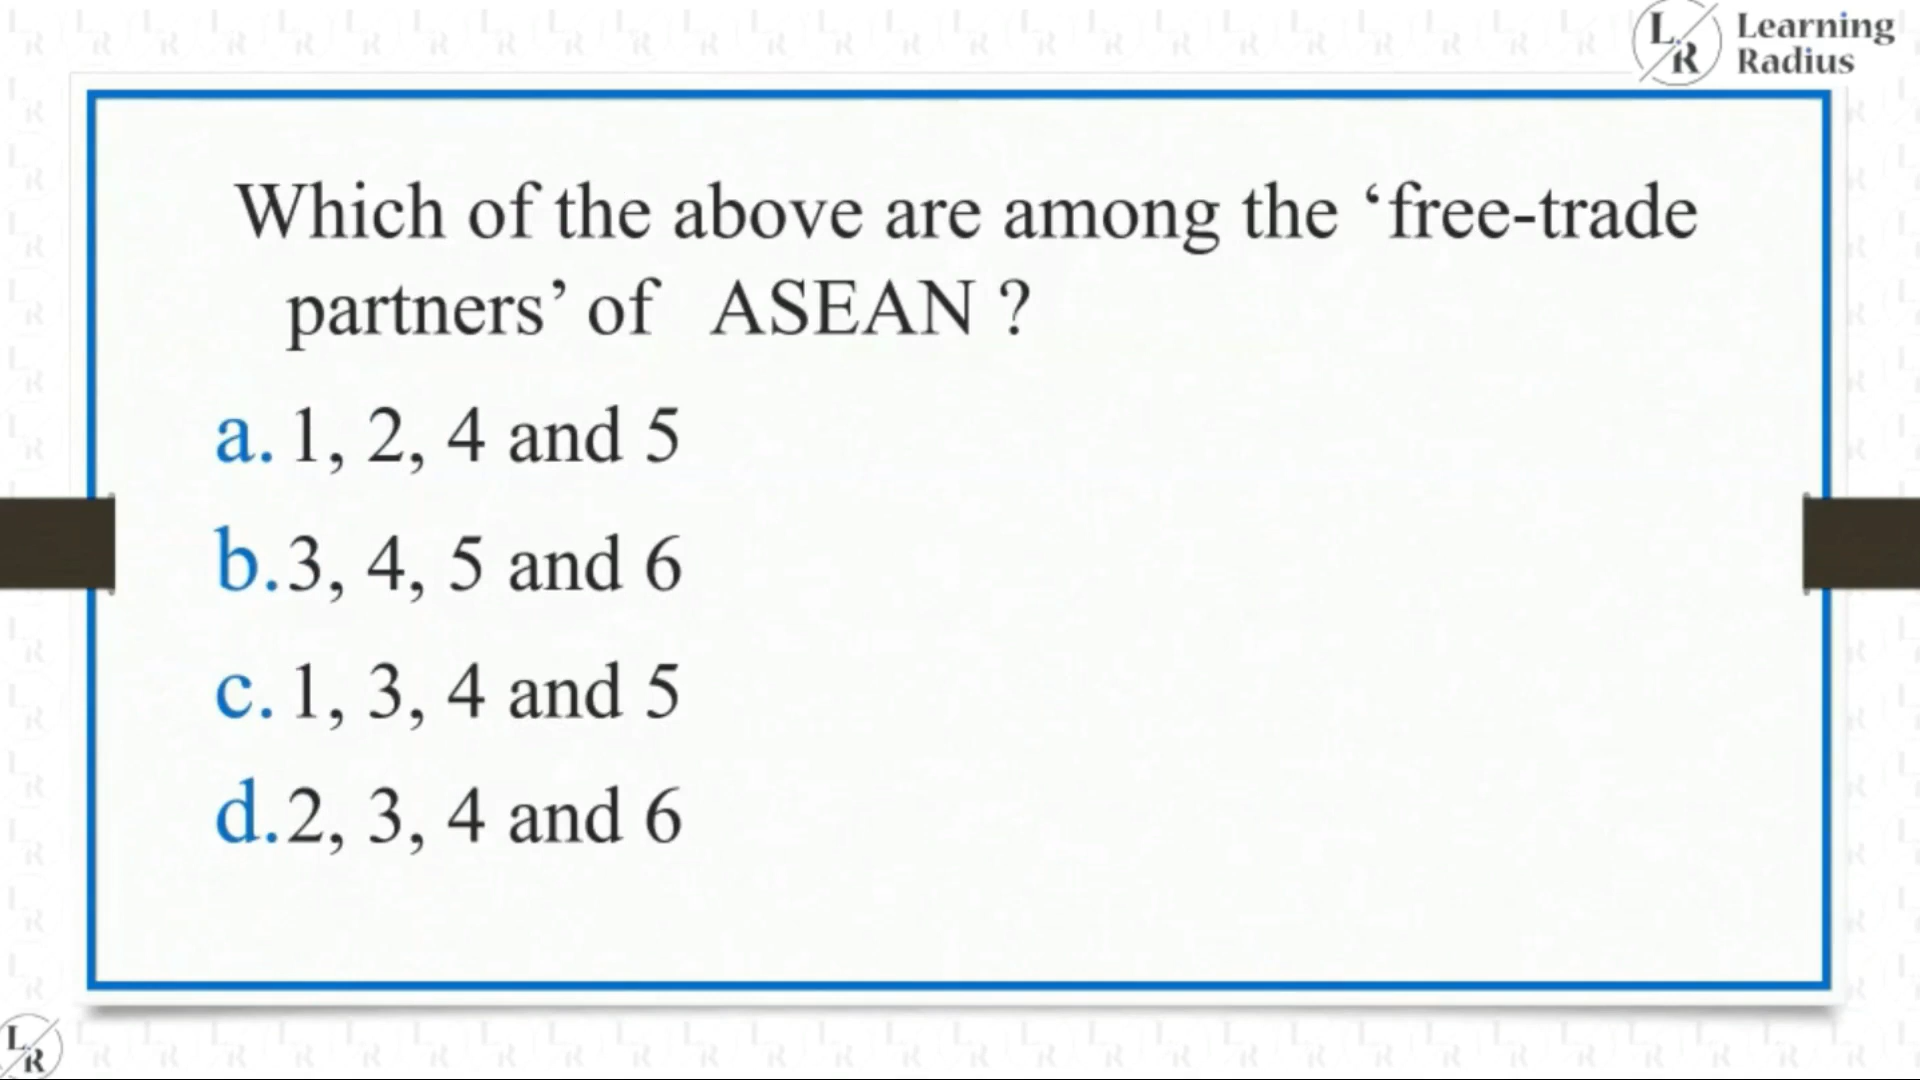 Learning
Radius
Which of the above are among the ‘free-trade
partners’ of ASEAN ?
a. 1, 2, 4 and 5
b. 3, 4, 5 and 6
c. 1, 3, 4 and 5
d. 2, 3, 4 and 6
LR